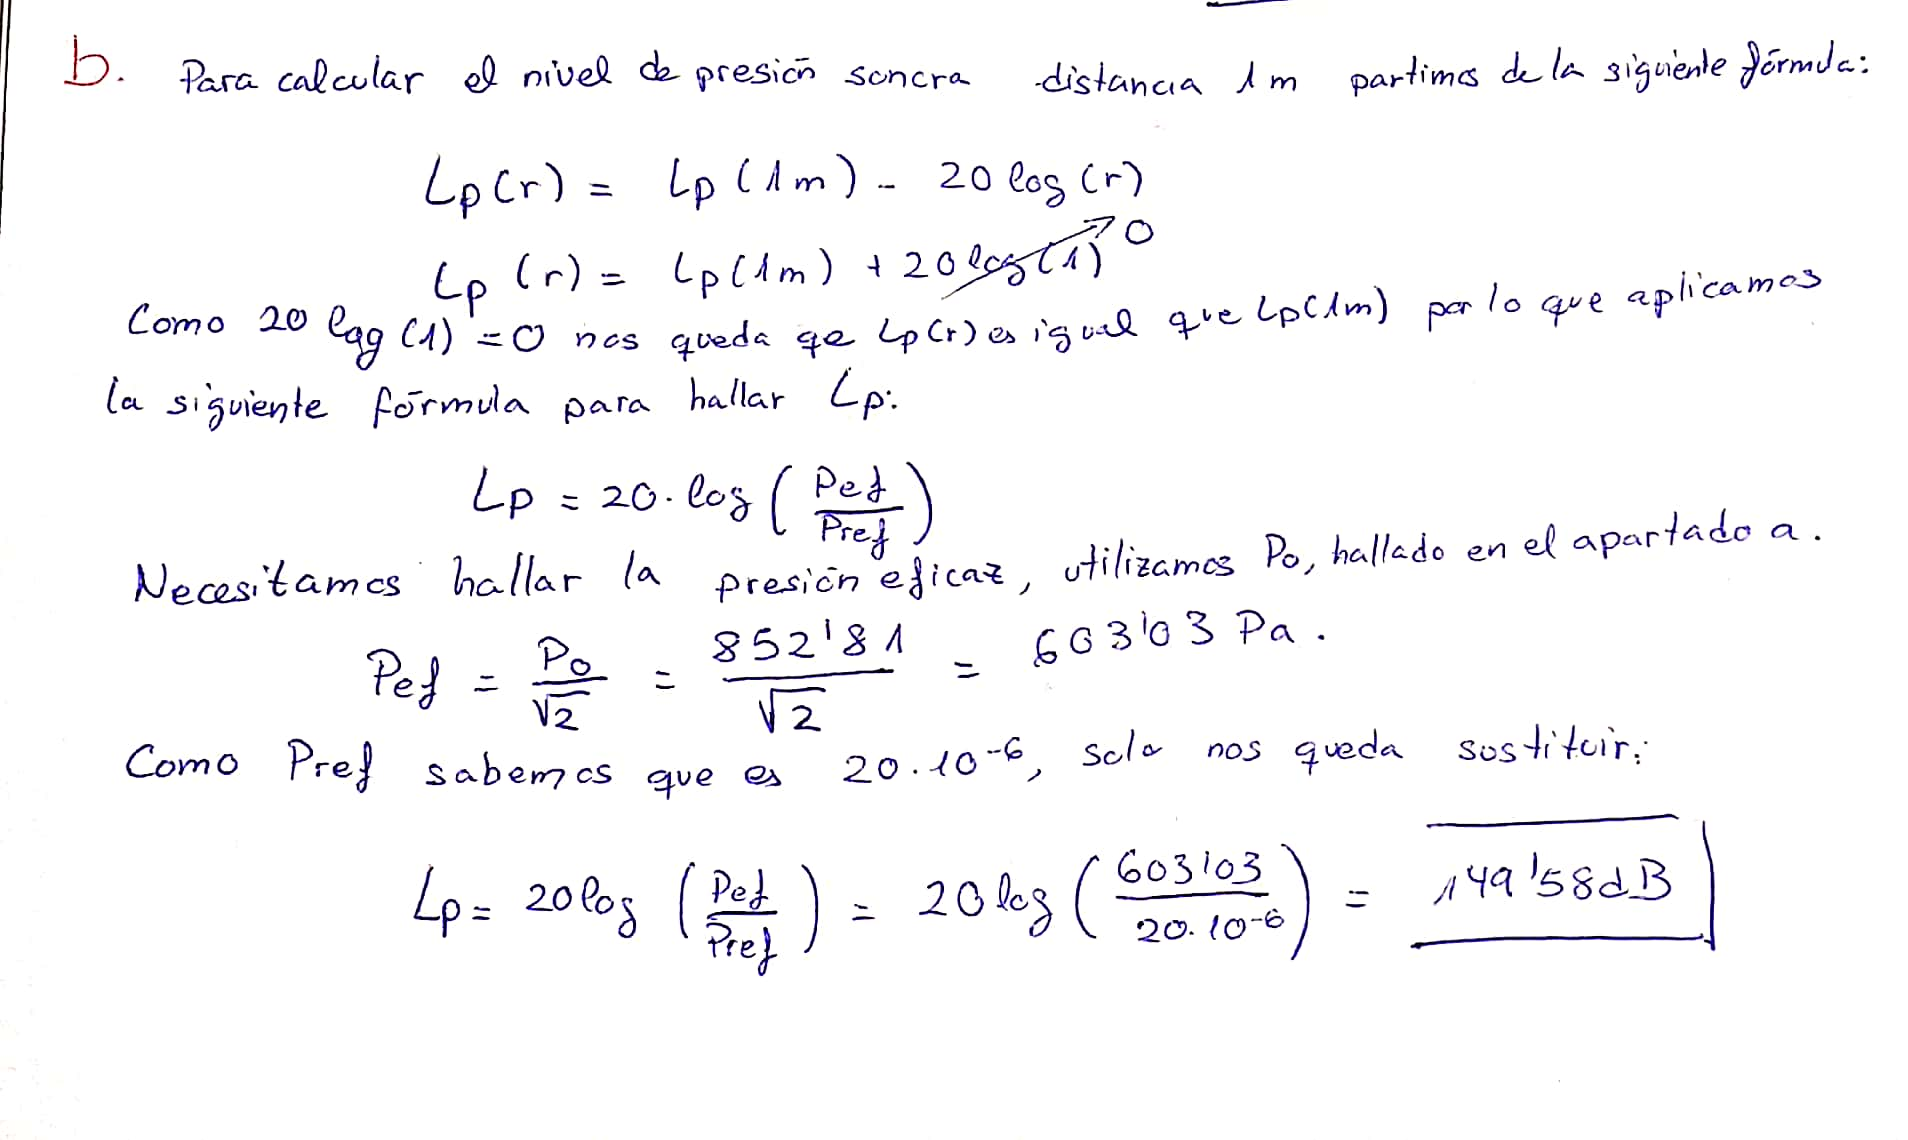 b. Para calcular el nivel de presión sonora distancia 1 m partimos de la siguiente fórmula:
Lp(r) = Lp (1m) - 20 log (r)
Lp (r) = Lp(1m) + 20 log(1) → 0
Como 20 log (1) = 0 nos queda qe Lp(r) es igual que Lp(1m) por lo que aplicamos
la siguiente fórmula para hallar Lp:
Lp = 20 · log (Pef / Pref)
Necesitamos hallar la presión eficaz, utilizamos Po, hallado en el apartado a.
Pef = Po / √2 = 852'81 / √2 = 603'03 Pa.
Como Pref sabemos que es 20·10^-6, solo nos queda sustituir:
Lp = 20 log (Pef / Pref) = 20 log (603'03 / 20·10^-6) = 149'58dB